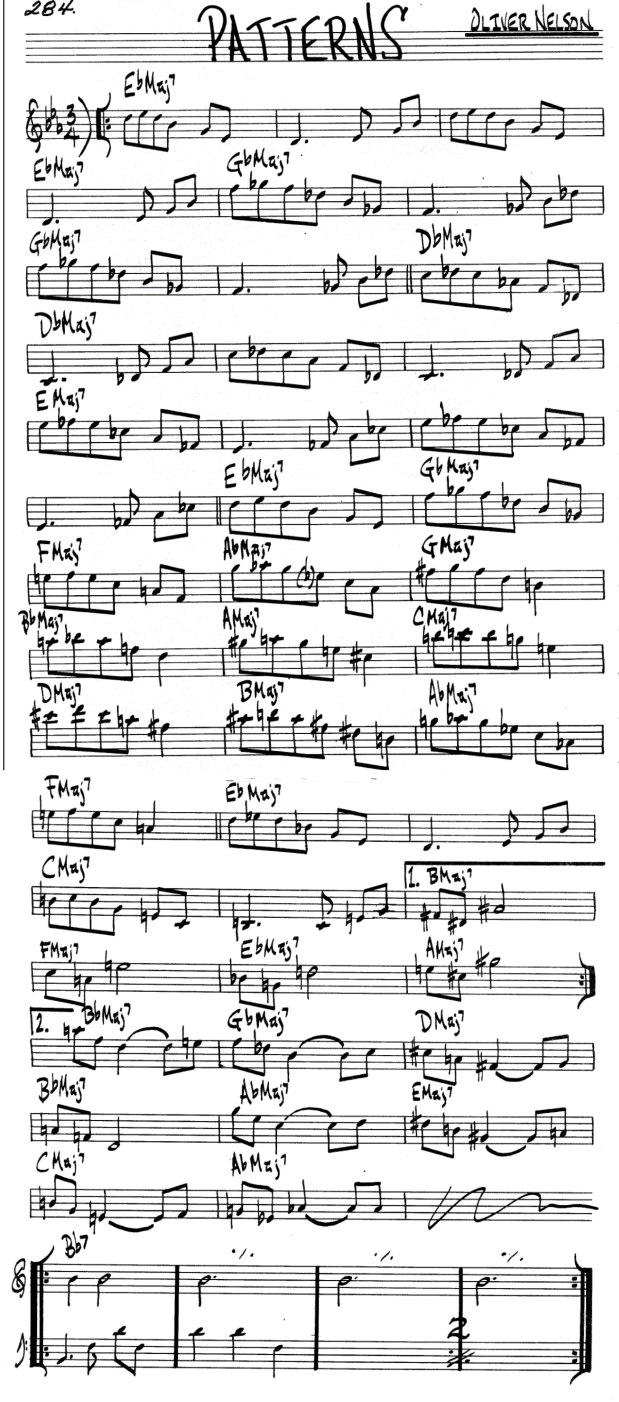 284.
PATTERNS
OLIVER NELSON
EbMaj7
3
4
EbMaj7 GbMaj7
GbMaj7 DbMaj7
DbMaj7
EMaj7
EbMaj7 GbMaj7
FMaj7 AbMaj7 GMaj7
BbMaj7 AMaj7 CMaj7
DMaj7 BMaj7 AbMaj7
FMaj7 EbMaj7
CMaj7 1. BMaj7
FMaj7 EbMaj7 AMaj7
2. BbMaj7 GbMaj7 DMaj7
BbMaj7 AbMaj7 EMaj7
CMaj7 AbMaj7
Bb7
2